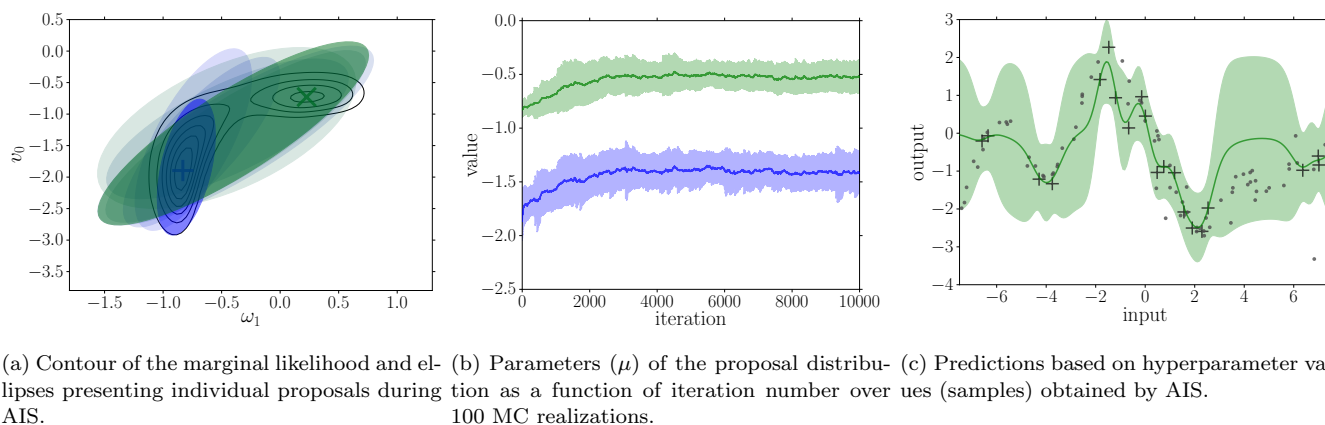 0.5
0.0
−0.5
−1.0
−1.5
−2.0
−2.5
−3.0
−3.5
v0
−1.5 −1.0 −0.5 0.0 0.5 1.0
ω1
0.0
−0.5
−1.0
−1.5
−2.0
−2.5
value
0 2000 4000 6000 8000 10000
iteration
3
2
1
0
−1
−2
−3
−4
output
−6 −4 −2 0 2 4 6
input
(a) Contour of the marginal likelihood and el-
lipses presenting individual proposals during
AIS.
(b) Parameters (μ) of the proposal distribu-
tion as a function of iteration number over
100 MC realizations.
(c) Predictions based on hyperparameter va
ues (samples) obtained by AIS.